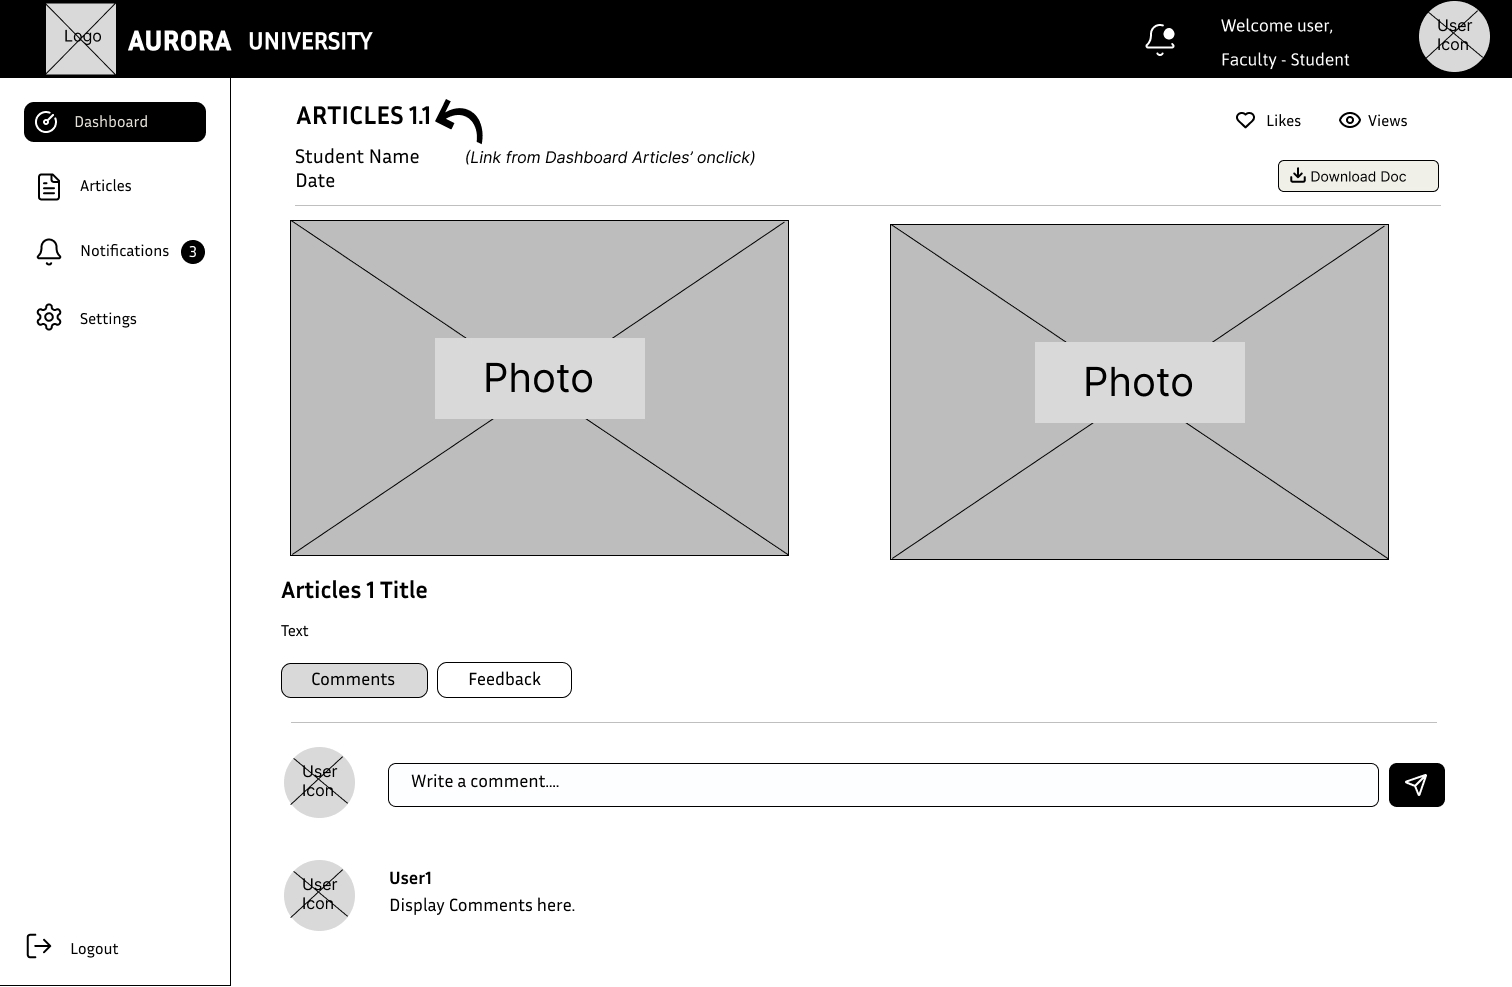 Logo
AURORA UNIVERSITY
Welcome user,
Faculty - Student
User
Icon
Dashboard
Articles
Notifications 3
Settings
Logout
ARTICLES 1.1
(Link from Dashboard Articles’ onclick)
Student Name
Date
Likes
Views
Download Doc
Photo
Photo
Articles 1 Title
Text
Comments
Feedback
User
Icon
Write a comment....
User
Icon
User1
Display Comments here.